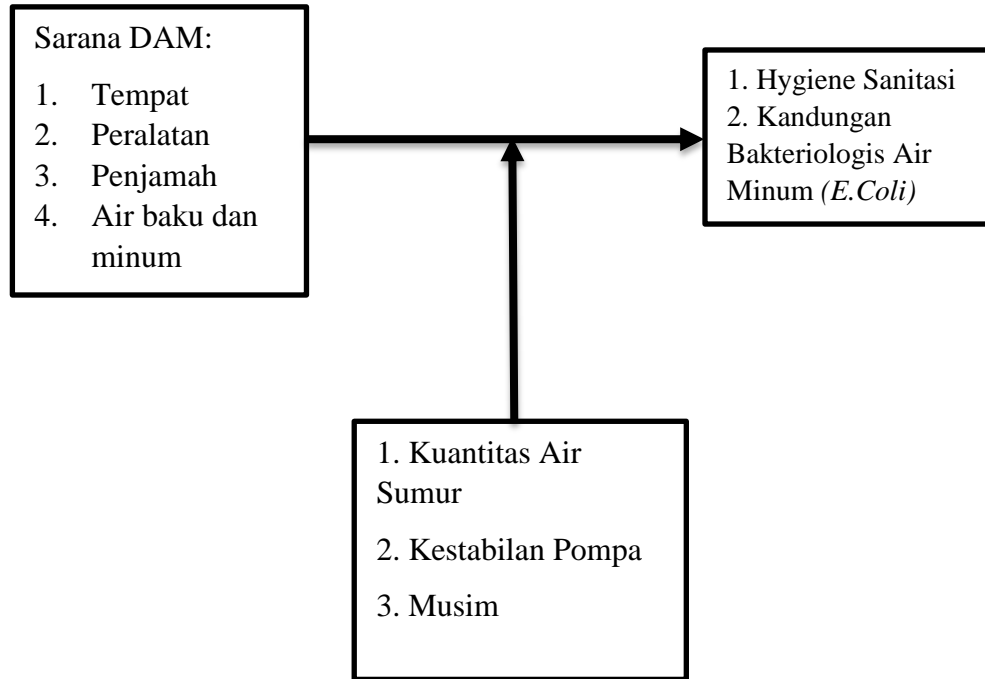 Sarana DAM:
1. Tempat
2. Peralatan
3. Penjamah
4. Air baku dan
minum
1. Hygiene Sanitasi
2. Kandungan
Bakteriologis Air
Minum (E.Coli)
1. Kuantitas Air
Sumur
2. Kestabilan Pompa
3. Musim